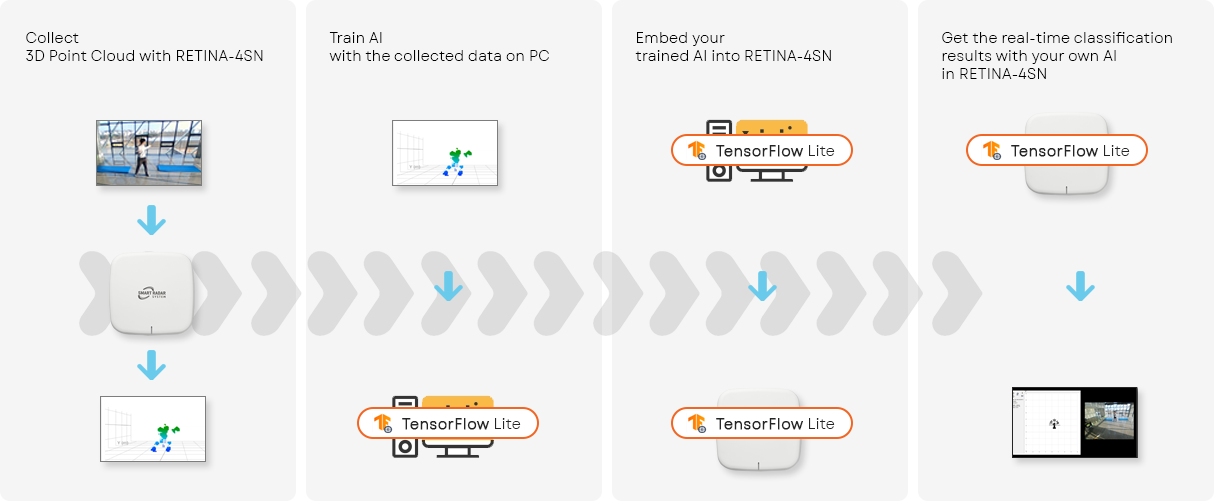 Collect
3D Point Cloud with RETINA-4SN
Train AI
with the collected data on PC
Embed your
trained AI into RETINA-4SN
Get the real-time classification
results with your own AI
in RETINA-4SN
TensorFlow Lite
TensorFlow Lite
SMART RADAR
SYSTEM
TensorFlow Lite
TensorFlow Lite